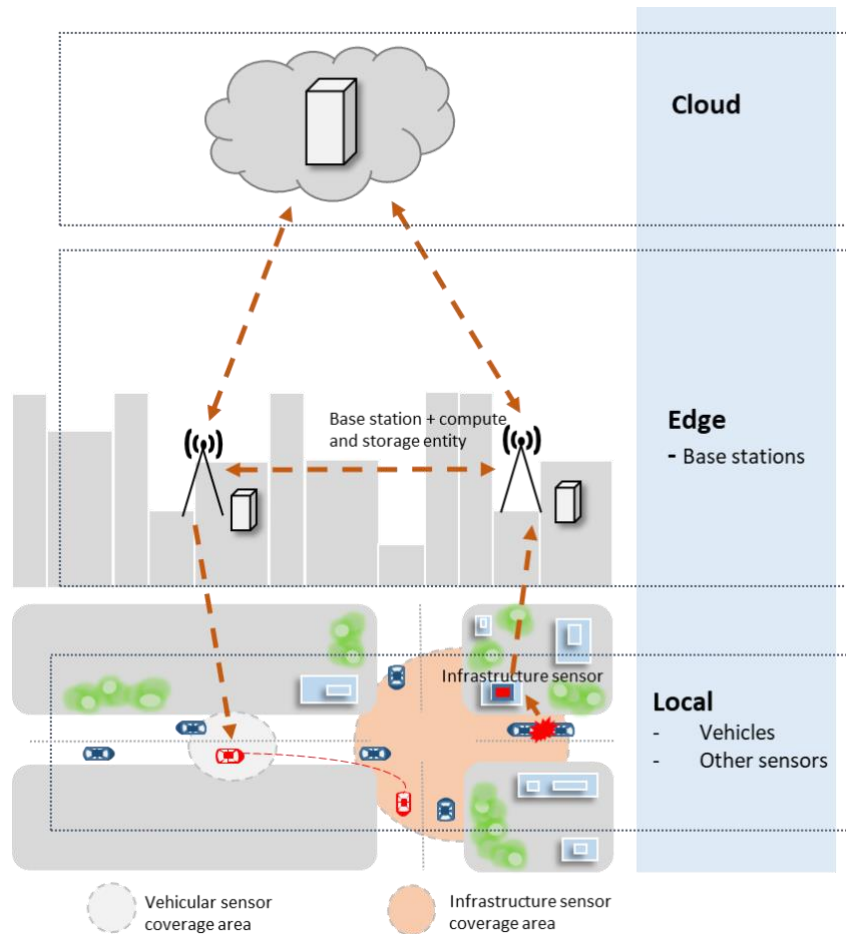 Cloud
Base station + compute
and storage entity
Edge
- Base stations
Infrastructure sensor
Local
- Vehicles
- Other sensors
Vehicular sensor
coverage area
Infrastructure sensor
coverage area